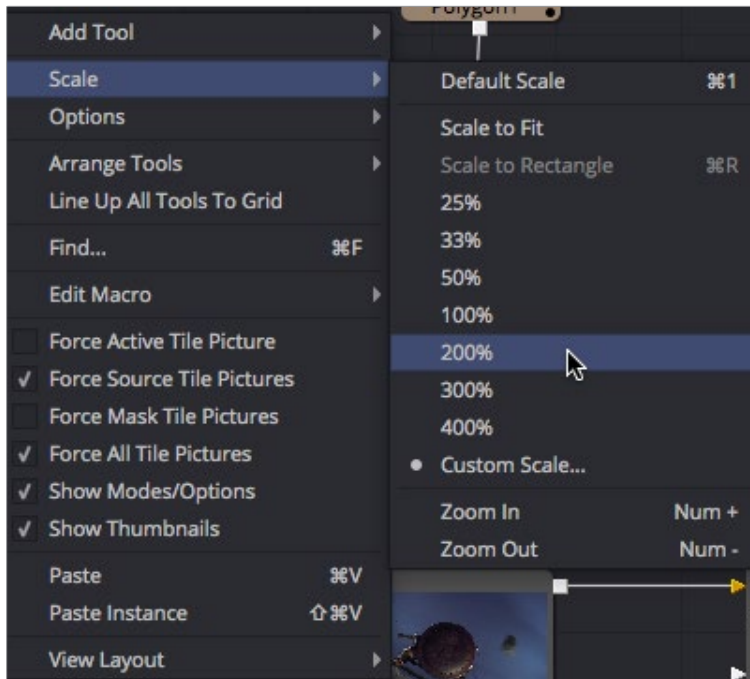 Polygon1
Add Tool
Scale
Options
Arrange Tools
Line Up All Tools To Grid
Find... ⌘F
Edit Macro
Force Active Tile Picture
✓ Force Source Tile Pictures
Force Mask Tile Pictures
✓ Force All Tile Pictures
✓ Show Modes/Options
✓ Show Thumbnails
Paste ⌘V
Paste Instance ⇧⌘V
View Layout
Default Scale ⌘1
Scale to Fit
Scale to Rectangle ⌘R
25%
33%
50%
100%
200%
300%
400%
Custom Scale...
Zoom In Num +
Zoom Out Num -